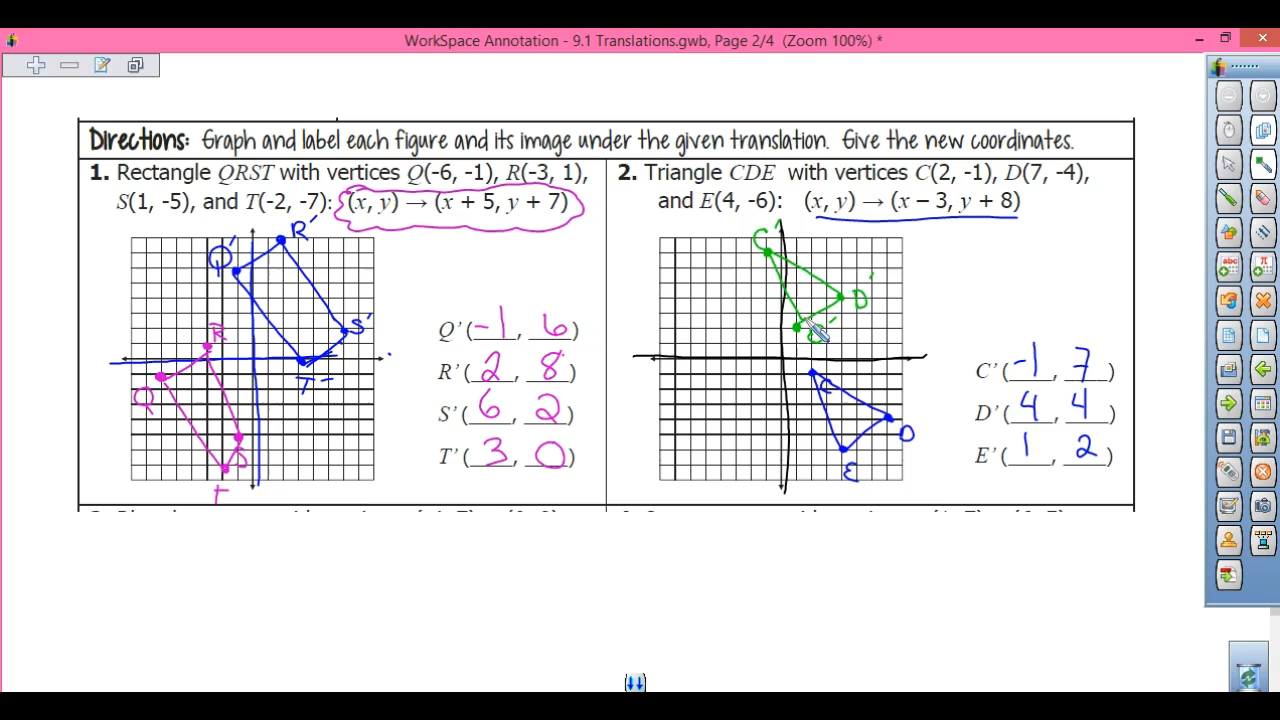 WorkSpace Annotation - 9.1 Translations.gwb, Page 2/4 (Zoom 100%) *
Directions: Graph and label each figure and its image under the given translation. Give the new coordinates.
1. Rectangle QRST with vertices Q(-6, -1), R(-3, 1),
S(1, -5), and T(-2, -7): (x, y) → (x + 5, y + 7)
R'
Q'
S'
T'
R
Q
S
T
Q' (-1, 6)
R' (2, 8)
S' (6, 2)
T' (3, 0)
2. Triangle CDE with vertices C(2, -1), D(7, -4),
and E(4, -6): (x, y) → (x – 3, y + 8)
C'
D'
C
D
E
C' (-1, 7)
D' (4, 4)
E' (1, 2)
abc
π